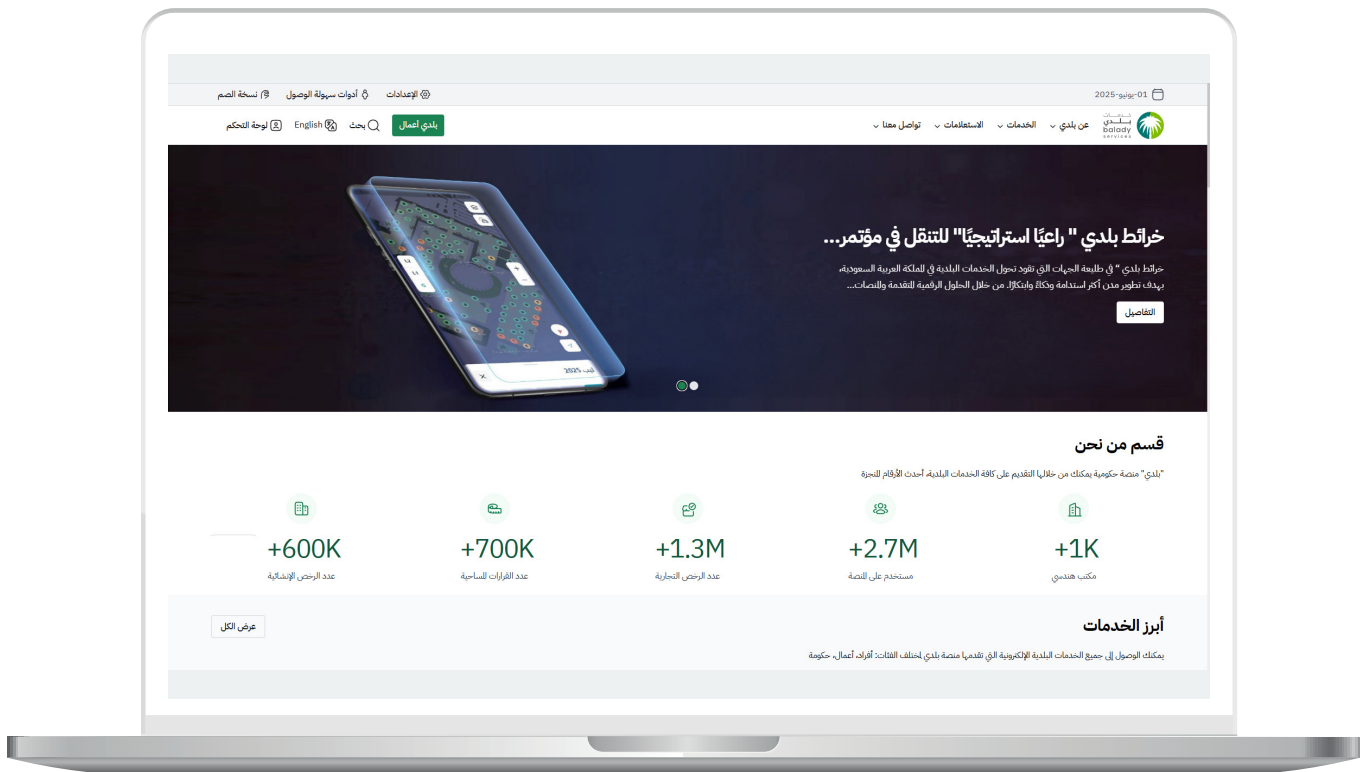 01-يونيو-2025
الإعدادات
أدوات سهولة الوصول
نسخة الصم
خدمات
بلدي
balady
services
عن بلدي
الخدمات
الاستعلامات
تواصل معنا
بلدي أعمال
بحث
English
لوحة التحكم
خرائط بلدي " راعيًا استراتيجيًا" للتنقل في مؤتمر...
خرائط بلدي " في طليعة الجهات التي تقود تحول الخدمات البلدية في المملكة العربية السعودية،
بهدف تطوير مدن أكثر استدامة وذكاءً وابتكارًا. من خلال الحلول الرقمية المتقدمة والمنصات...
التفاصيل
ثيب 2025
قسم من نحن
"بلدي" منصة حكومية يمكنك من خلالها التقديم على كافة الخدمات البلدية، أحدث الأرقام المنجزة
+1K
مكتب هندسي
+2.7M
مستخدم على المنصة
+1.3M
عدد الرخص التجارية
+700K
عدد القرارات المساحية
+600K
عدد الرخص الإنشائية
أبرز الخدمات
عرض الكل
يمكنك الوصول إلى جميع الخدمات البلدية الإلكترونية التي تقدمها منصة بلدي لمختلف الفئات: أفراد، أعمال، حكومة